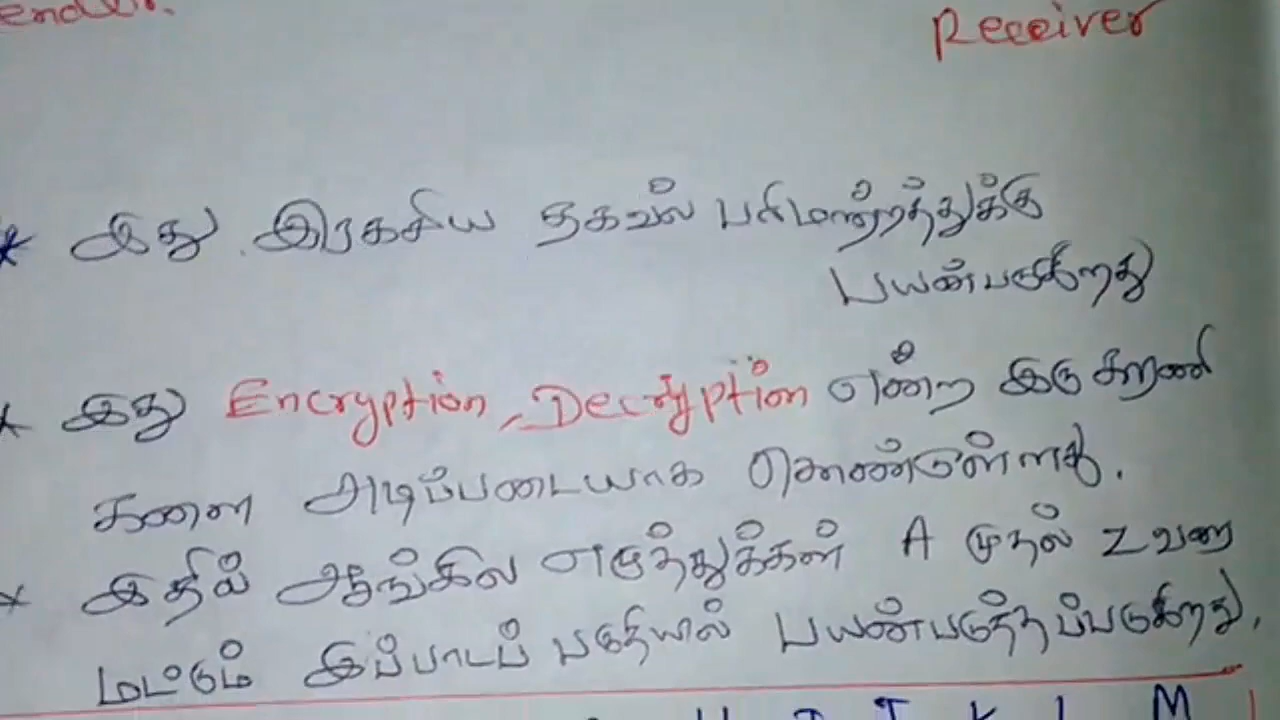 Receiver
* இது இரகசிய தகவல் பரிமாற்றத்துக்கு
பயன்படுகிறது
* இது Encryption, Decryption என்ற இரு காரணி
களை அடிப்படையாக கொண்டுள்ளது.
* இதில் ஆங்கில எழுத்துக்கள் A முதல் Z வரை
மட்டும் இப்பாடப் பகுதியில் பயன்படுத்தப்படுகிறது.